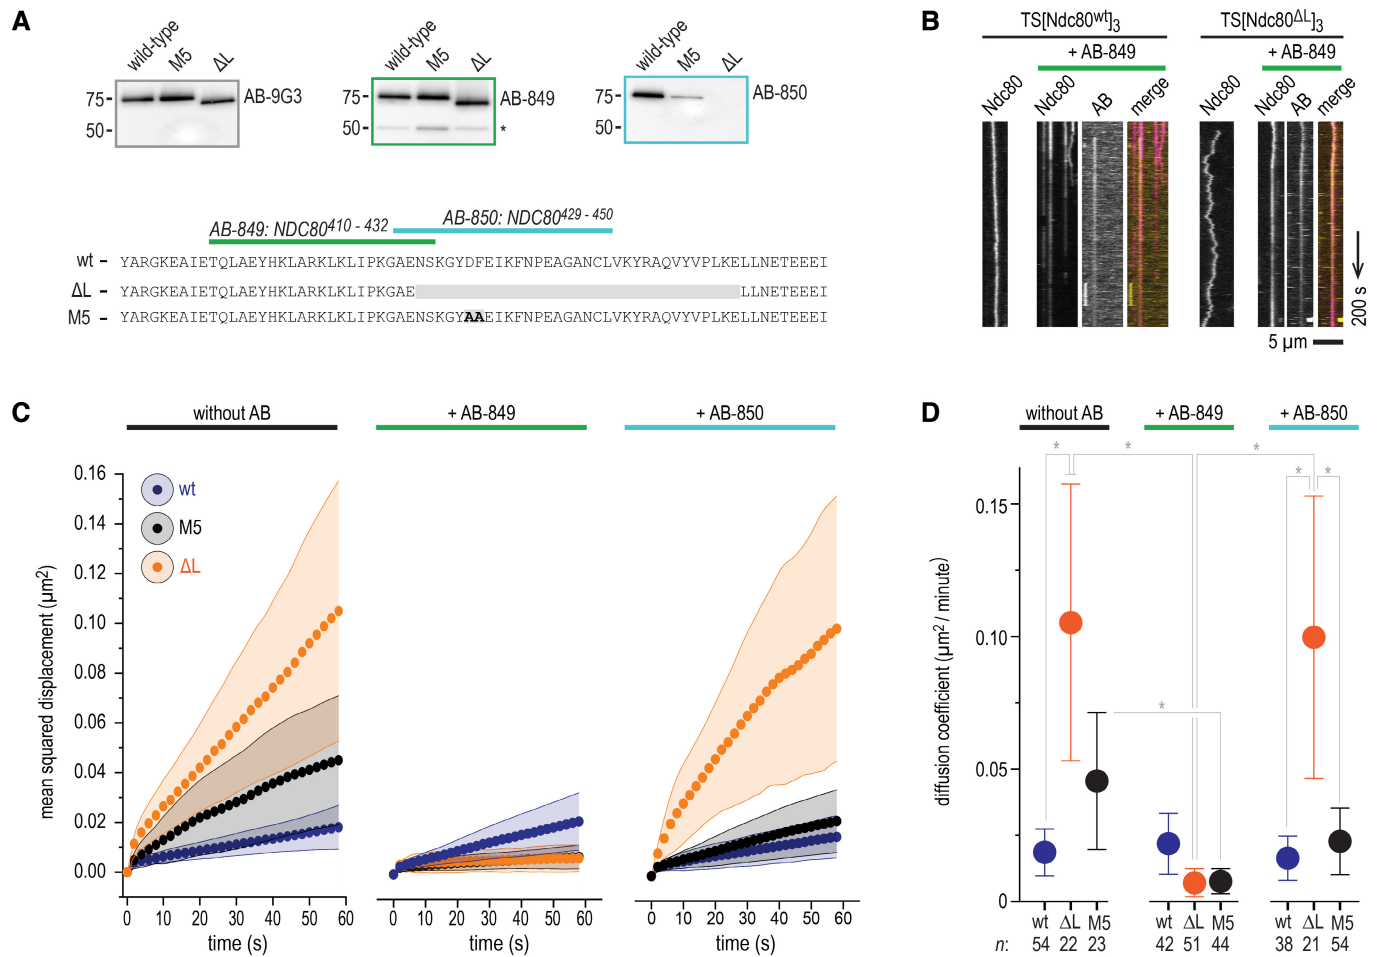 A
wild-type M5 ΔL
75-
50-
AB-9G3
wild-type M5 ΔL
75-
50-
AB-849
*
wild-type M5 ΔL
75-
50-
AB-850
AB-849: NDC80410 - 432
AB-850: NDC80429 - 450
wt – YARGKEAIETQLAEYHKLARKLKLIPKGAENSKGYDFEIKFNPEAGANCLVKYRAQVYVPLKELLNETEEEI
ΔL – YARGKEAIETQLAEYHKLARKLKLIPKGAE LLNETEEEI
M5 – YARGKEAIETQLAEYHKLARKLKLIPKGAENSKGYAAEIKFNPEAGANCLVKYRAQVYVPLKELLNETEEEI
B
TS[Ndc80wt]3
TS[Ndc80ΔL]3
+ AB-849
+ AB-849
Ndc80 Ndc80 AB merge
Ndc80 Ndc80 AB merge
200 s
5 µm
C
without AB
+ AB-849
+ AB-850
mean squared displacement (µm2)
0.16
0.14
0.12
0.10
0.08
0.06
0.04
0.02
0.00
wt
M5
ΔL
0 10 20 30 40 50 60
0 10 20 30 40 50 60
0 10 20 30 40 50 60
time (s)
time (s)
time (s)
D
without AB
+ AB-849
+ AB-850
* * *
* *
*
diffusion coefficient (µm2 / minute)
0.15
0.10
0.05
0
wt ΔL M5
wt ΔL M5
wt ΔL M5
n: 54 22 23
42 51 44
38 21 54